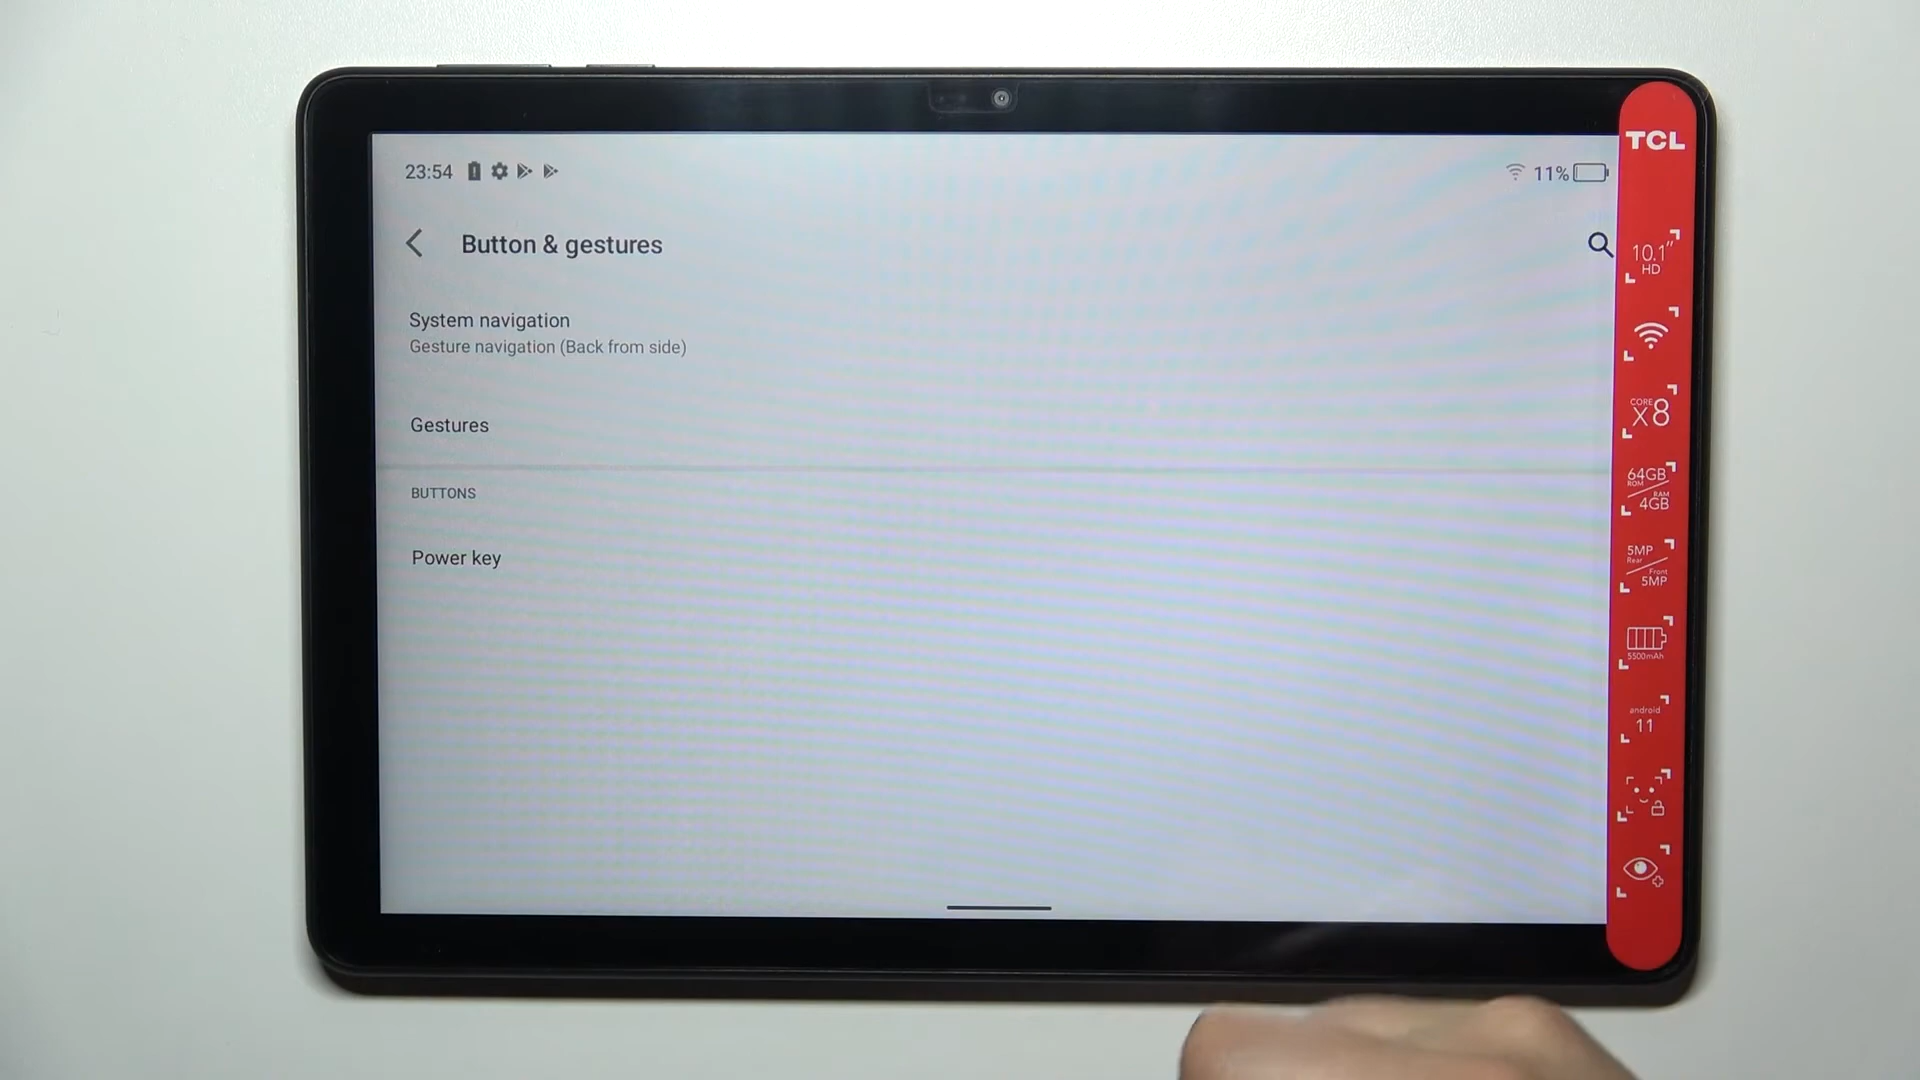 23:54
11%
Button & gestures
System navigation
Gesture navigation (Back from side)
Gestures
BUTTONS
Power key
TCL
10.1"
HD
CORE
X8
64GB
ROM
RAM
4GB
5MP
Rear
Front
5MP
5500mAh
android
11